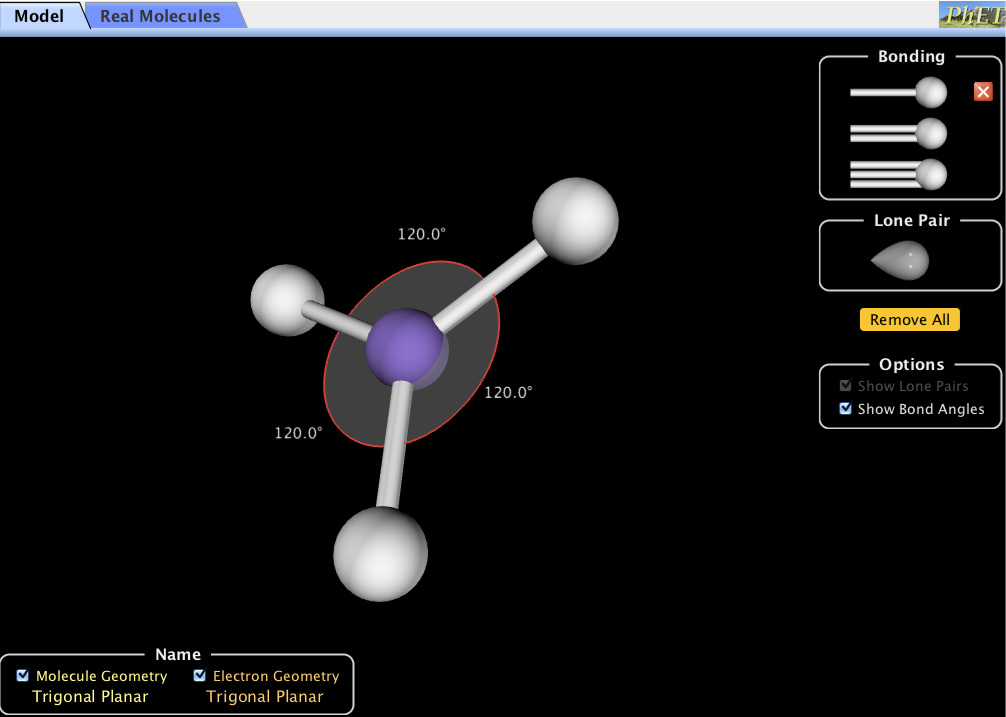 Model
Real Molecules
PhET
Bonding
Lone Pair
Remove All
Options
Show Lone Pairs
Show Bond Angles
120.0°
120.0°
120.0°
Name
Molecule Geometry
Electron Geometry
Trigonal Planar
Trigonal Planar